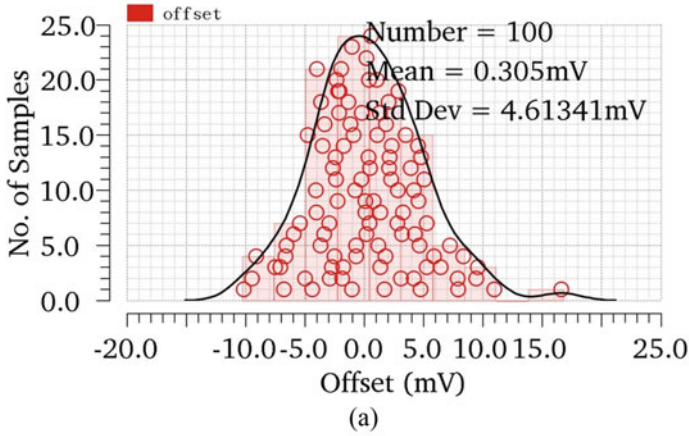 offset
Number = 100
Mean = 0.305mV
Std Dev = 4.61341mV
No. of Samples
25.0
20.0
15.0
10.0
5.0
0.0
-20.0 -10.0 -5.0 0.0 5.0 10.0 15.0 25.0
Offset (mV)
(a)